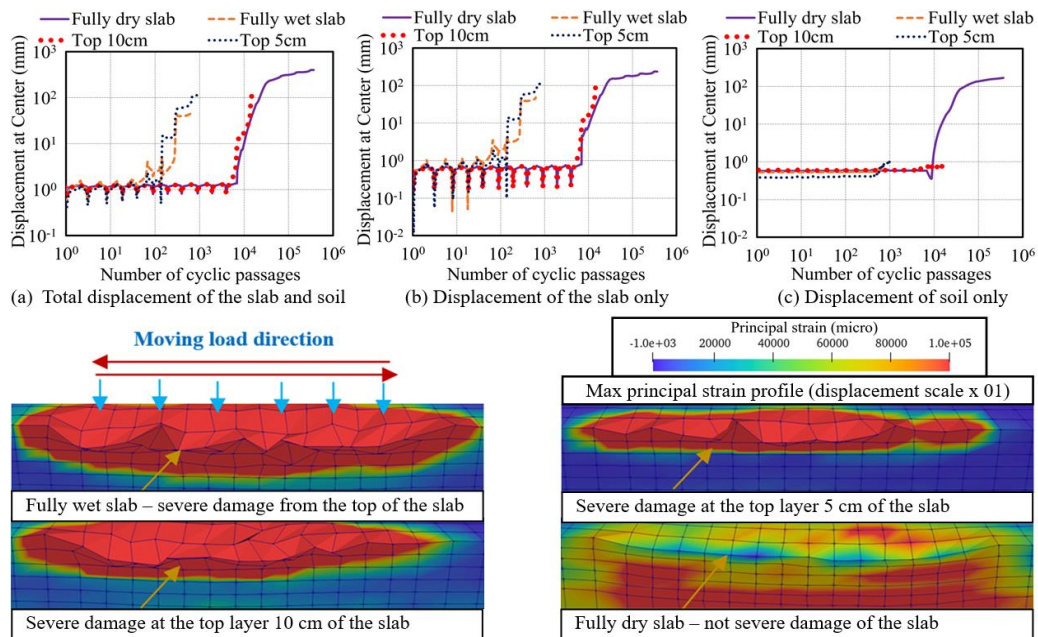 Fully dry slab Fully wet slab
Top 10cm Top 5cm
Displacement at Center (mm)
10³
10²
10¹
10⁰
10⁻¹
10⁰ 10¹ 10² 10³ 10⁴ 10⁵ 10⁶
Number of cyclic passages
(a) Total displacement of the slab and soil
Fully dry slab Fully wet slab
Top 10cm Top 5cm
Displacement at Center (mm)
10³
10²
10¹
10⁰
10⁻¹
10⁻²
10⁰ 10¹ 10² 10³ 10⁴ 10⁵ 10⁶
Number of cyclic passages
(b) Displacement of the slab only
Fully dry slab Fully wet slab
Top 10cm Top 5cm
Displacement at Center (mm)
10³
10²
10¹
10⁰
10⁻¹
10⁻²
10⁰ 10¹ 10² 10³ 10⁴ 10⁵ 10⁶
Number of cyclic passages
(c) Displacement of soil only
Moving load direction
Fully wet slab – severe damage from the top of the slab
Severe damage at the top layer 10 cm of the slab
Principal strain (micro)
-1.0e+03 20000 40000 60000 80000 1.0e+05
Max principal strain profile (displacement scale x 01)
Severe damage at the top layer 5 cm of the slab
Fully dry slab – not severe damage of the slab